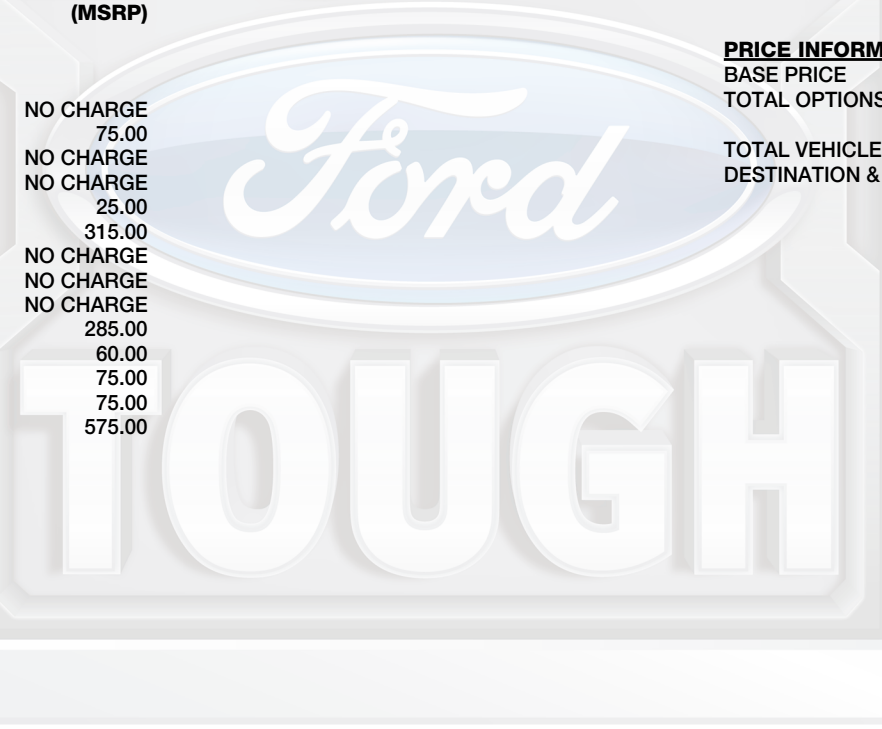 (MSRP)
NO CHARGE
75.00
NO CHARGE
NO CHARGE
25.00
315.00
NO CHARGE
NO CHARGE
NO CHARGE
285.00
60.00
75.00
75.00
575.00
PRICE INFORM
BASE PRICE
TOTAL OPTIONS
TOTAL VEHICLE
DESTINATION &
Ford
TOUGH